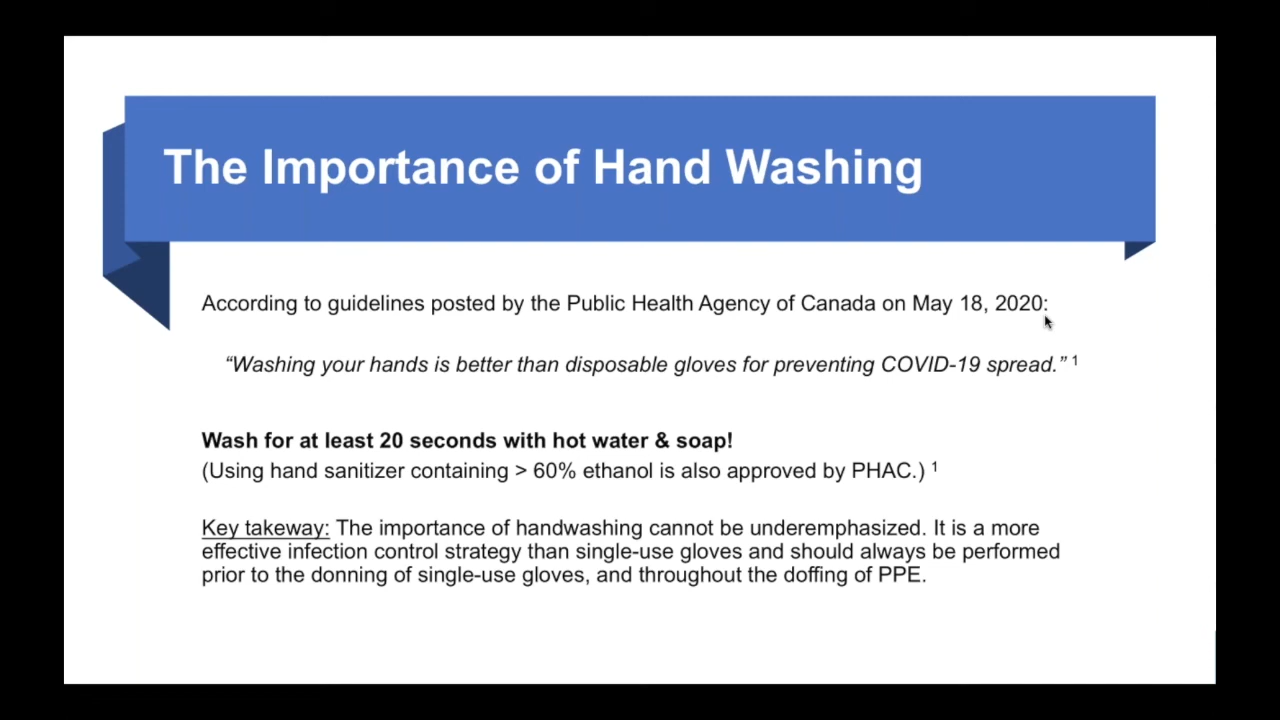 The Importance of Hand Washing
According to guidelines posted by the Public Health Agency of Canada on May 18, 2020:
“Washing your hands is better than disposable gloves for preventing COVID-19 spread.” 1
Wash for at least 20 seconds with hot water & soap!
(Using hand sanitizer containing > 60% ethanol is also approved by PHAC.) 1
Key takeway: The importance of handwashing cannot be underemphasized. It is a more
effective infection control strategy than single-use gloves and should always be performed
prior to the donning of single-use gloves, and throughout the doffing of PPE.